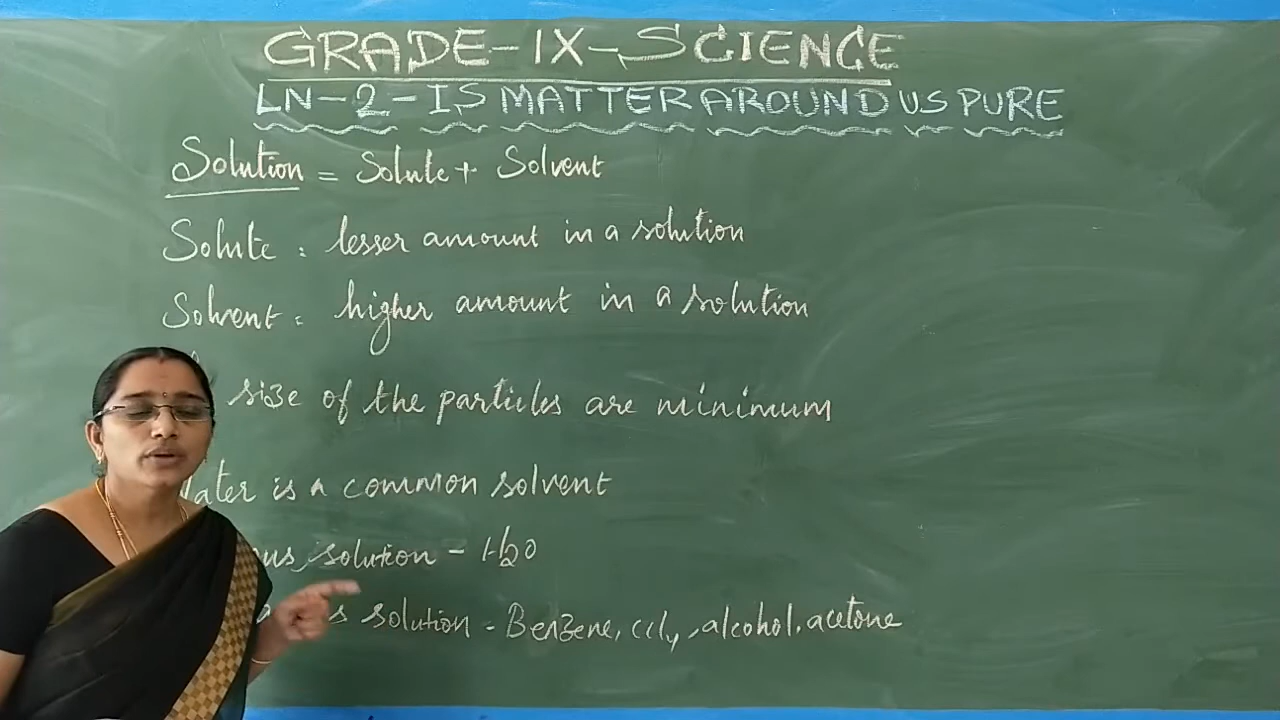 GRADE-IX-SCIENCE
LN-2-IS MATTER AROUND US PURE
Solution = Solute + Solvent
Solute : lesser amount in a solution
Solvent : higher amount in a solution
size of the particles are minimum
is a common solvent
solution - H2O
solution - Benzene, CCl4, alcohol, acetone